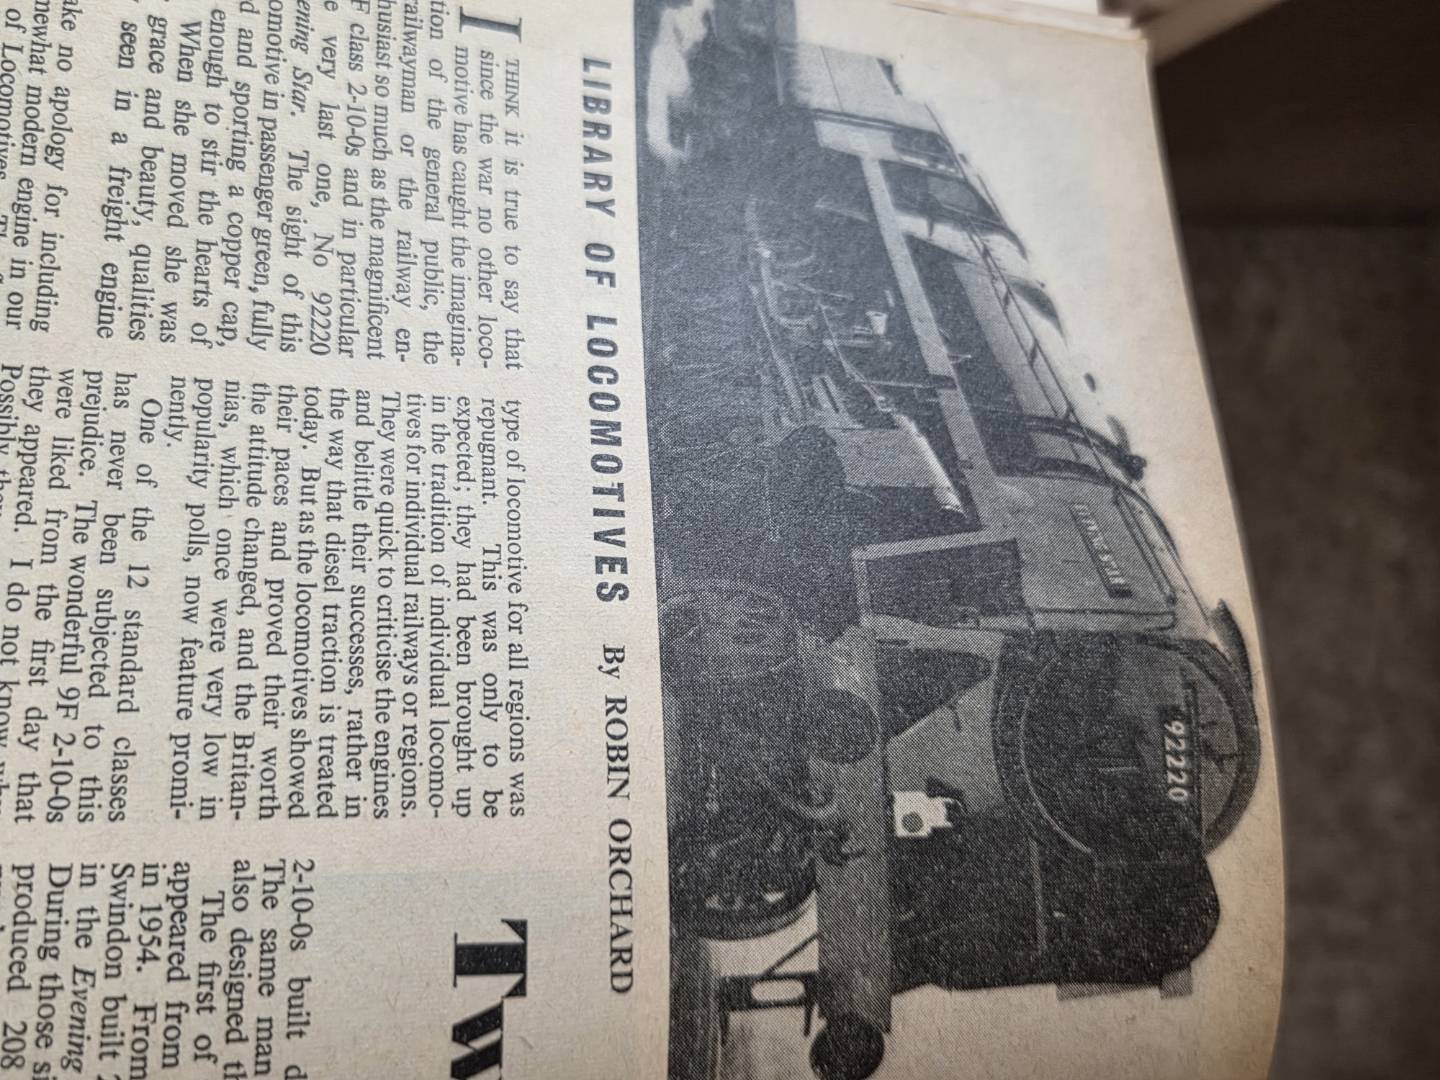 EVENING STAR
92220
LIBRARY OF LOCOMOTIVES By ROBIN ORCHARD
I THINK it is true to say that
since the war no other loco-
motive has caught the imagina-
tion of the general public, the
railwayman or the railway en-
husiast so much as the magnificent
F class 2-10-0s and in particular
e very last one, No 92220
ening Star. The sight of this
omotive in passenger green, fully
d and sporting a copper cap,
enough to stir the hearts of
When she moved she was
grace and beauty, qualities
seen in a freight engine
ake no apology for including
newhat modern engine in our
of Locomotives.
type of locomotive for all regions was
repugnant. This was only to be
expected; they had been brought up
in the tradition of individual locomo-
tives for individual railways or regions.
They were quick to criticise the engines
and belittle their successes, rather in
the way that diesel traction is treated
today. But as the locomotives showed
their paces and proved their worth
the attitude changed, and the Britan-
nias, which once were very low in
popularity polls, now feature promi-
nently.
One of the 12 standard classes
has never been subjected to this
prejudice. The wonderful 9F 2-10-0s
were liked from the first day that
they appeared. I do not know
Possibly
Tw
2-10-0s built d
The same man
also designed th
The first of
appeared from
in 1954. From
Swindon built
in the Evening
During those si
produced 208